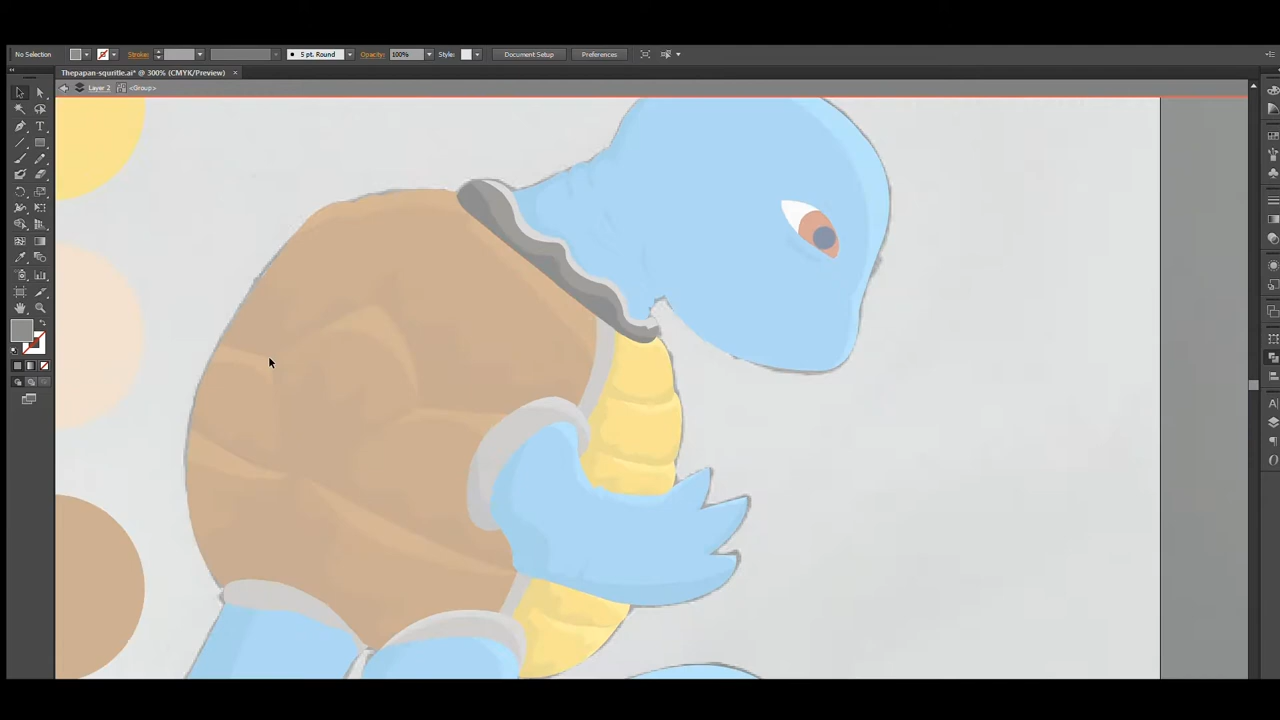 No Selection Stroke: 5 pt. Round Opacity: 100% Style: Document Setup Preferences
Thepapan-squritle.ai* @ 300% (CMYK/Preview) ×
Layer 2 <Group>